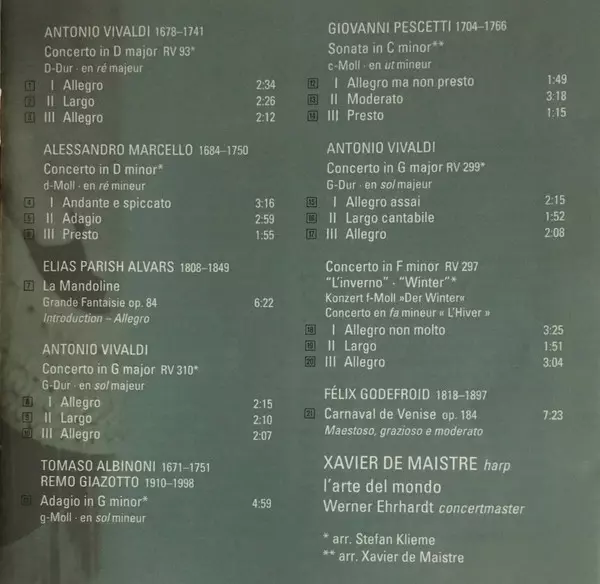 ANTONIO VIVALDI 1678–1741
Concerto in D major RV 93*
D-Dur · en ré majeur
1 I Allegro 2:34
2 II Largo 2:26
3 III Allegro 2:12
ALESSANDRO MARCELLO 1684–1750
Concerto in D minor*
d-Moll · en ré mineur
4 I Andante e spiccato 3:16
5 II Adagio 2:59
6 III Presto 1:55
ELIAS PARISH ALVARS 1808–1849
7 La Mandoline
Grande Fantaisie op. 84 6:22
Introduction – Allegro
ANTONIO VIVALDI
Concerto in G major RV 310*
G-Dur · en sol majeur
8 I Allegro 2:15
9 II Largo 2:10
10 III Allegro 2:07
TOMASO ALBINONI 1671–1751
REMO GIAZOTTO 1910–1998
11 Adagio in G minor* 4:59
g-Moll · en sol mineur
GIOVANNI PESCETTI 1704–1766
Sonata in C minor**
c-Moll · en ut mineur
12 I Allegro ma non presto 1:49
13 II Moderato 3:18
14 III Presto 1:15
ANTONIO VIVALDI
Concerto in G major RV 299*
G-Dur · en sol majeur
15 I Allegro assai 2:15
16 II Largo cantabile 1:52
17 III Allegro 2:08
Concerto in F minor RV 297
"L'inverno" · "Winter"*
Konzert f-Moll »Der Winter«
Concerto en fa mineur « L'Hiver »
18 I Allegro non molto 3:25
19 II Largo 1:51
20 III Allegro 3:04
FÉLIX GODEFROID 1818–1897
21 Carnaval de Venise op. 184 7:23
Maestoso, grazioso e moderato
XAVIER DE MAISTRE harp
l'arte del mondo
Werner Ehrhardt concertmaster
* arr. Stefan Klieme
** arr. Xavier de Maistre